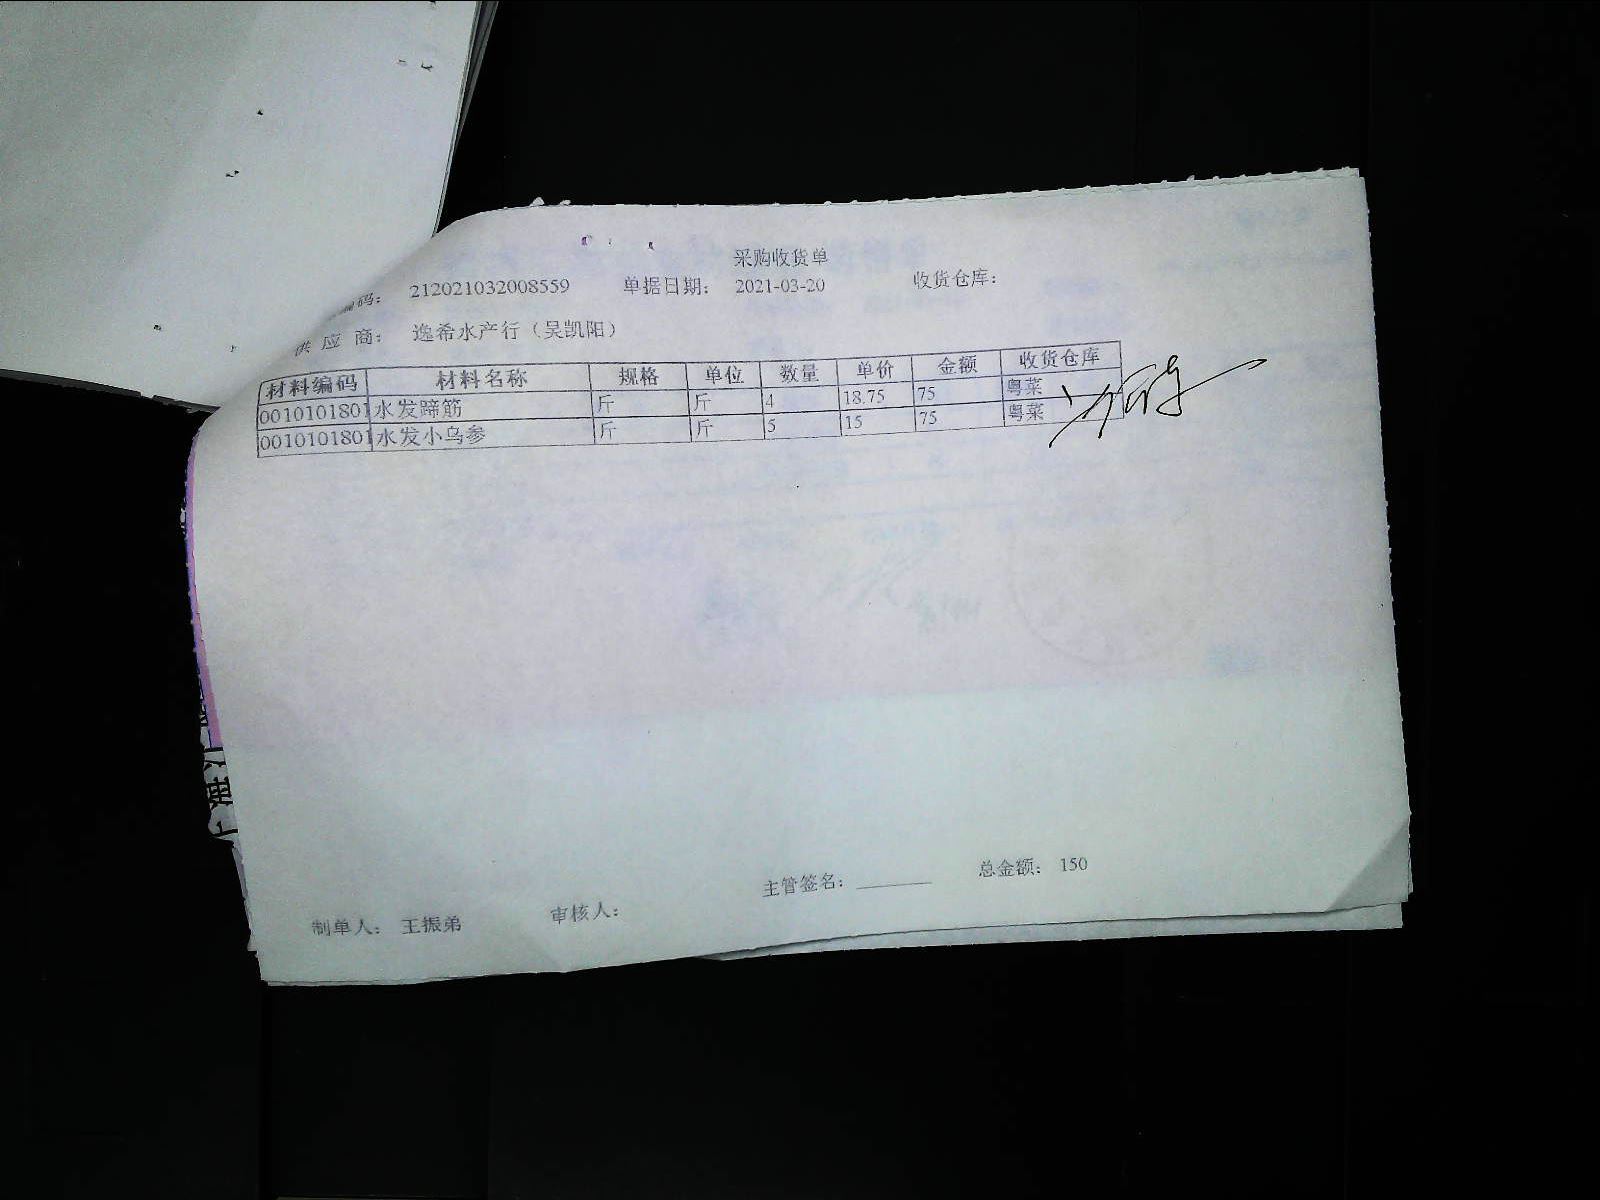 采购收货单
编码： 212021032008559 单据日期： 2021-03-20 收货仓库：
供 应 商： 逸希水产行（吴凯阳）
材料编码 材料名称 规格 单位 数量 单价 金额 收货仓库
0010101801 水发蹄筋 斤 斤 4 18.75 75 粤菜
0010101801 水发小乌参 斤 斤 5 15 75 粤菜
主管签名： 总金额： 150
制单人： 王振弟 审核人：